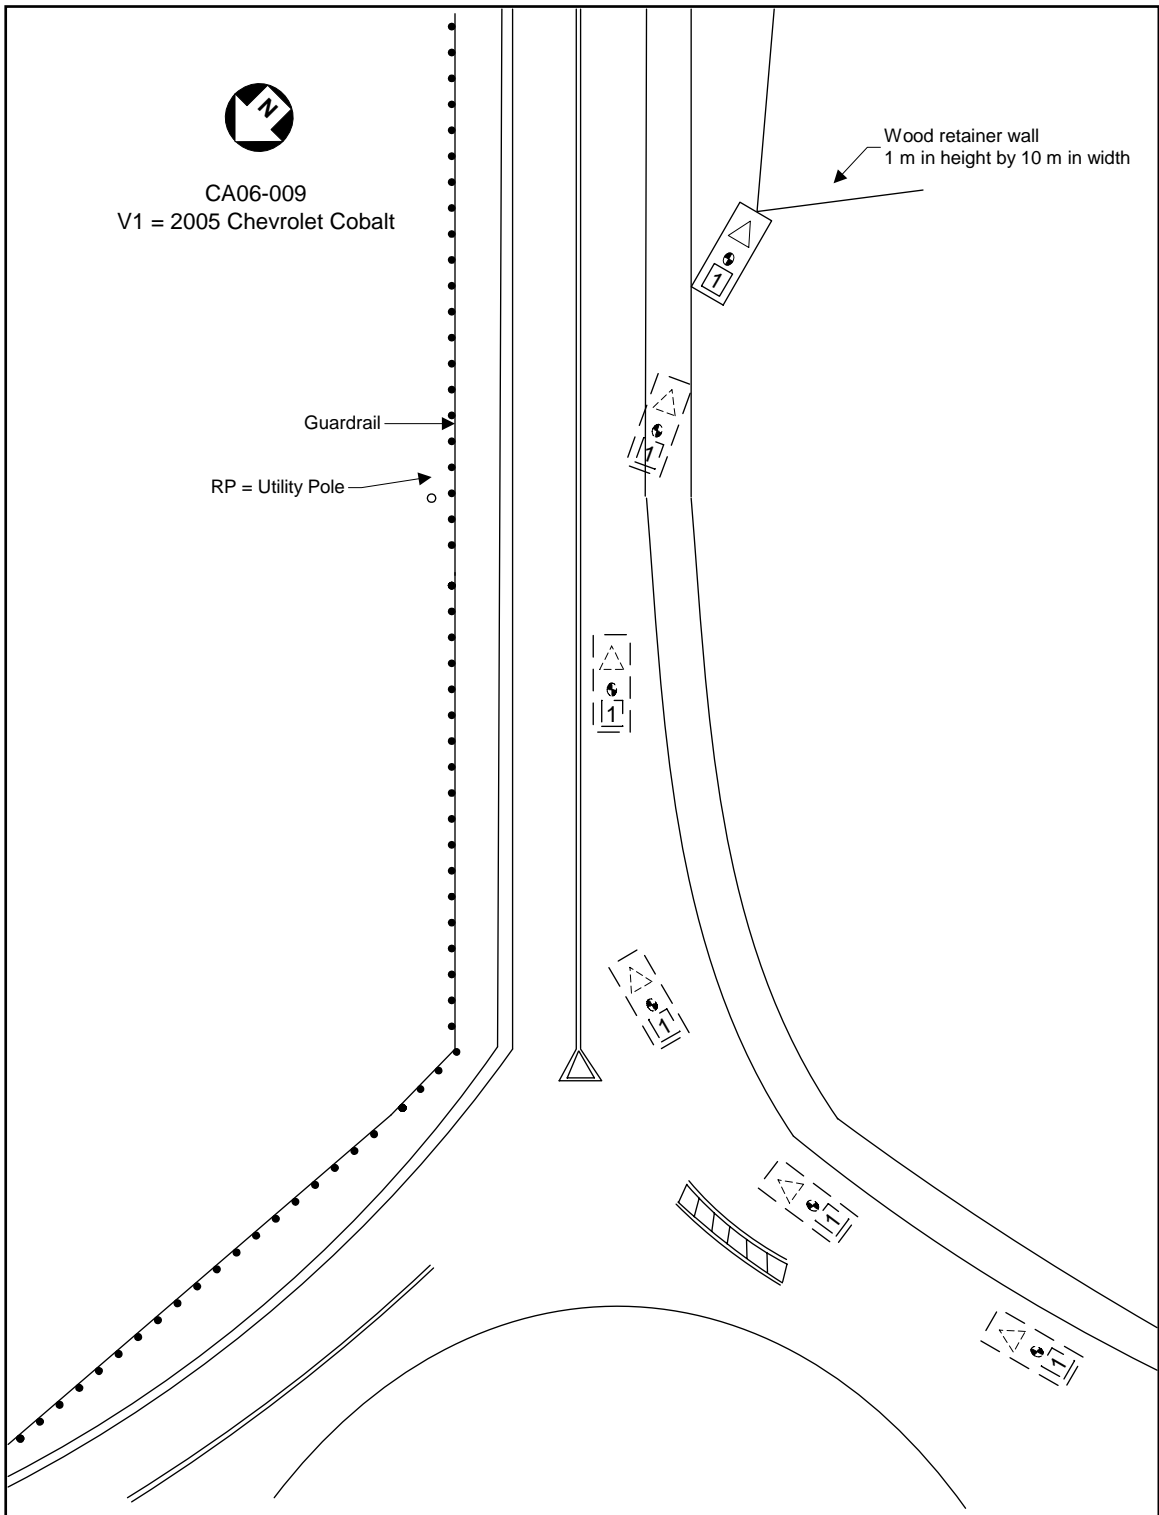 N
CA06-009
V1 = 2005 Chevrolet Cobalt
Wood retainer wall
1 m in height by 10 m in width
1
1
Guardrail
RP = Utility Pole
1
1
1
1